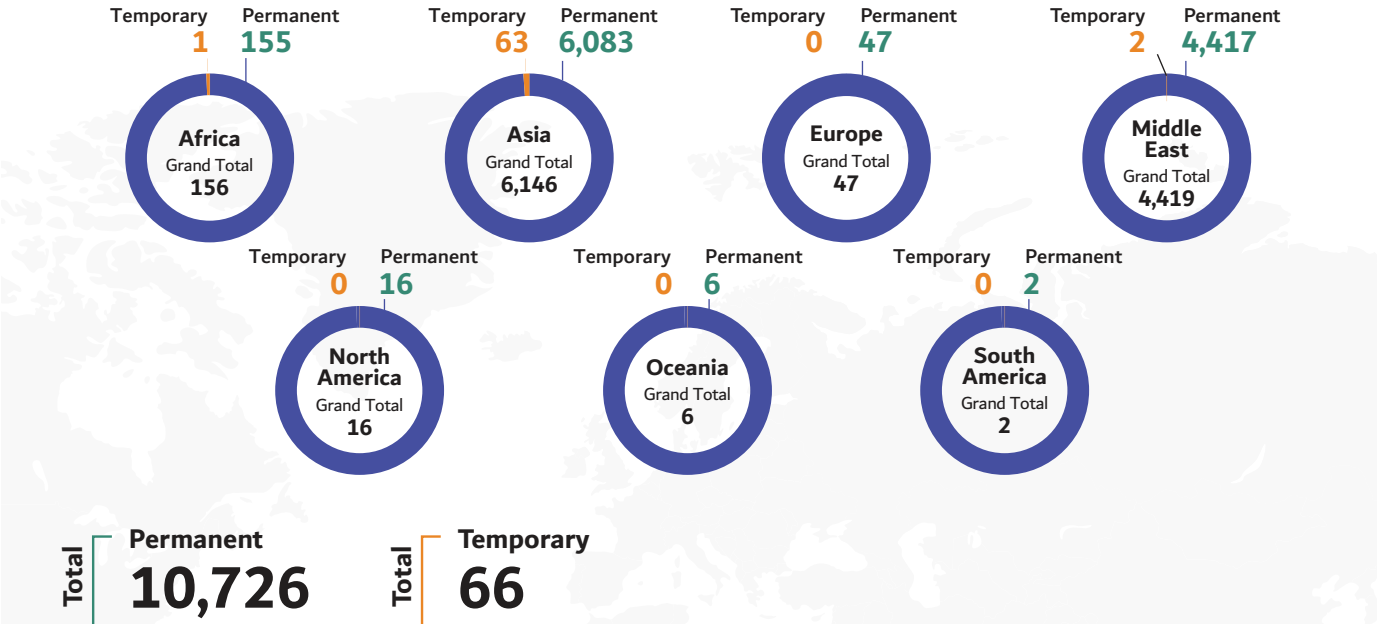 Temporary Permanent
1 155
Africa
Grand Total
156
Temporary Permanent
63 6,083
Asia
Grand Total
6,146
Temporary Permanent
0 47
Europe
Grand Total
47
Temporary Permanent
2 4,417
Middle
East
Grand Total
4,419
Temporary Permanent
0 16
North
America
Grand Total
16
Temporary Permanent
0 6
Oceania
Grand Total
6
Temporary Permanent
0 2
South
America
Grand Total
2
Total
Permanent
10,726
Total
Temporary
66